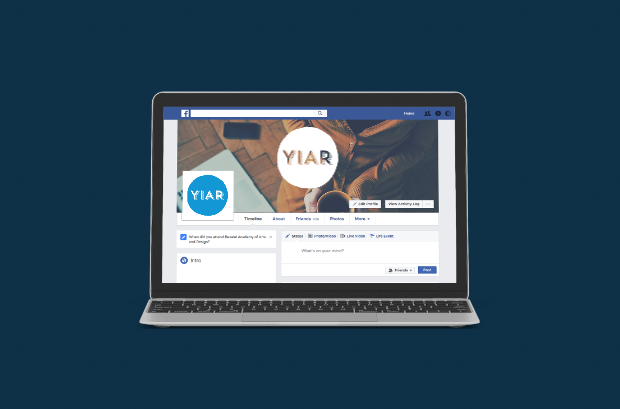 Home
YIAR
YIAR
Edit Profile
View Activity Log
Timeline
About
Friends
Photos
More
Status
Photo/Video
Live Video
Life Event
When did you attend Bezalel Academy of Arts
and Design?
What's on your mind?
Intro
Friends
Post